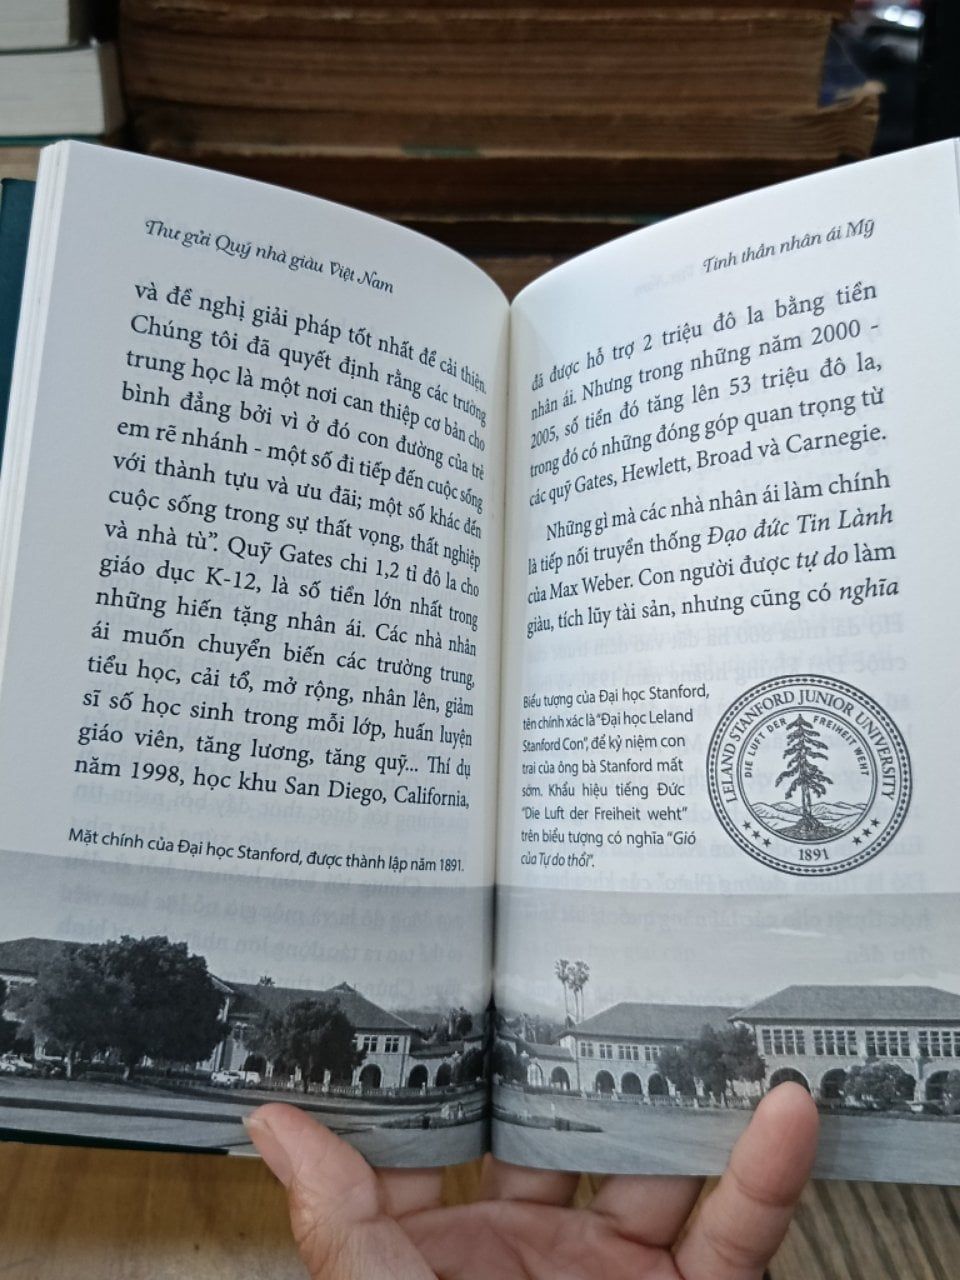 Thư gửi Quý nhà giàu Việt Nam
và đề nghị giải pháp tốt nhất để cải thiện.
Chúng tôi đã quyết định rằng các trường
trung học là một nơi can thiệp cơ bản cho
bình đẳng bởi vì ở đó con đường của trẻ
em rẽ nhánh - một số đi tiếp đến cuộc sống
với thành tựu và ưu đãi; một số khác đến
cuộc sống trong sự thất vọng, thất nghiệp
và nhà tù”. Quỹ Gates chi 1,2 tỉ đô la cho
giáo dục K-12, là số tiền lớn nhất trong
những hiến tặng nhân ái. Các nhà nhân
ái muốn chuyển biến các trường trung,
tiểu học, cải tổ, mở rộng, nhân lên, giảm
sĩ số học sinh trong mỗi lớp, huấn luyện
giáo viên, tăng lương, tăng quỹ... Thí dụ
năm 1998, học khu San Diego, California,
Mặt chính của Đại học Stanford, được thành lập năm 1891.
Tinh thần nhân ái Mỹ
đã được hỗ trợ 2 triệu đô la bằng tiền
nhân ái. Nhưng trong những năm 2000 -
2005, số tiền đó tăng lên 53 triệu đô la,
trong đó có những đóng góp quan trọng từ
các quỹ Gates, Hewlett, Broad và Carnegie.
Những gì mà các nhà nhân ái làm chính
là tiếp nối truyền thống Đạo đức Tin Lành
của Max Weber. Con người được tự do làm
giàu, tích lũy tài sản, nhưng cũng có nghĩa
Biểu tượng của Đại học Stanford,
tên chính xác là “Đại học Leland
Stanford Con”, để kỷ niệm con
trai của ông bà Stanford mất
sớm. Khẩu hiệu tiếng Đức
“Die Luft der Freiheit weht”
trên biểu tượng có nghĩa “Gió
của Tự do thổi”.
LELAND STANFORD JUNIOR UNIVERSITY
DIE LUFT DER FREIHEIT WEHT
1891